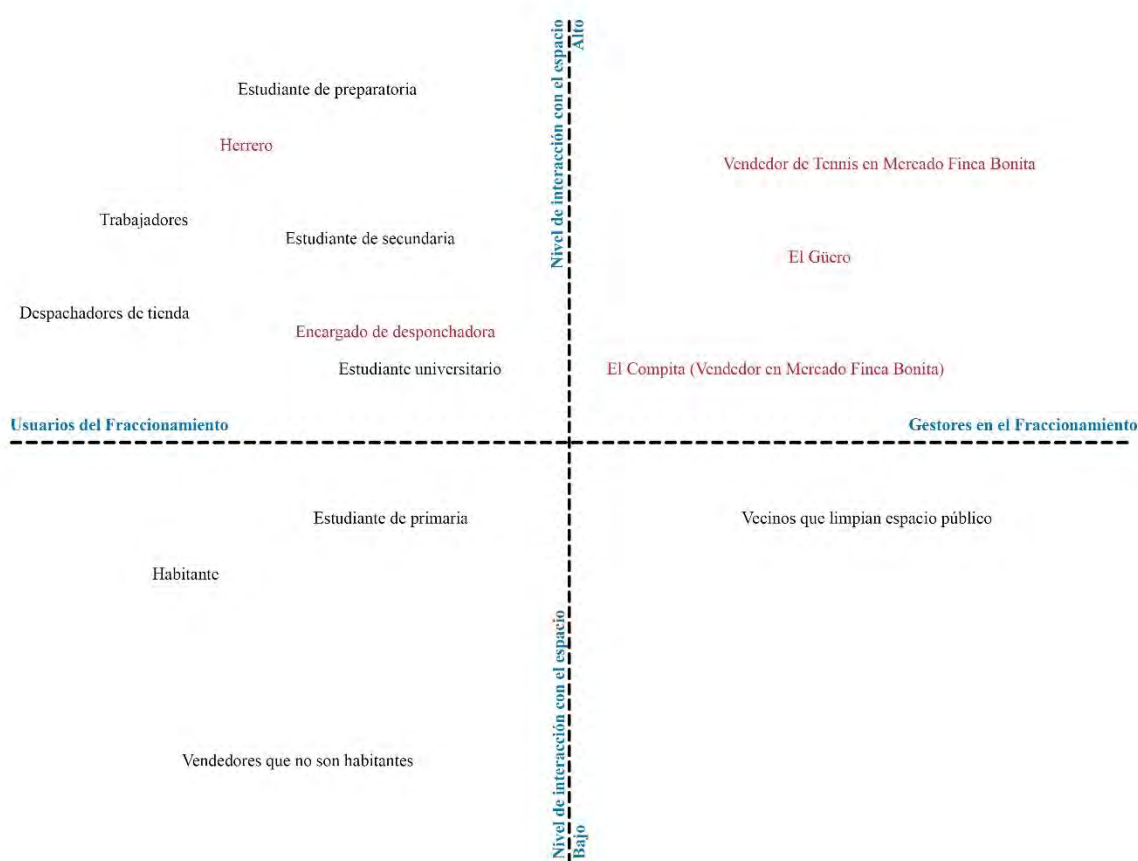 Nivel de interacción con el espacio
Alto
Estudiante de preparatoria
Herrero
Vendedor de Tennis en Mercado Finca Bonita
Trabajadores
Estudiante de secundaria
El Güero
Despachadores de tienda
Encargado de desponchadora
Estudiante universitario
El Compita (Vendedor en Mercado Finca Bonita)
Usuarios del Fraccionamiento
Gestores en el Fraccionamiento
Estudiante de primaria
Vecinos que limpian espacio público
Habitante
Vendedores que no son habitantes
Nivel de interacción con el espacio
Bajo